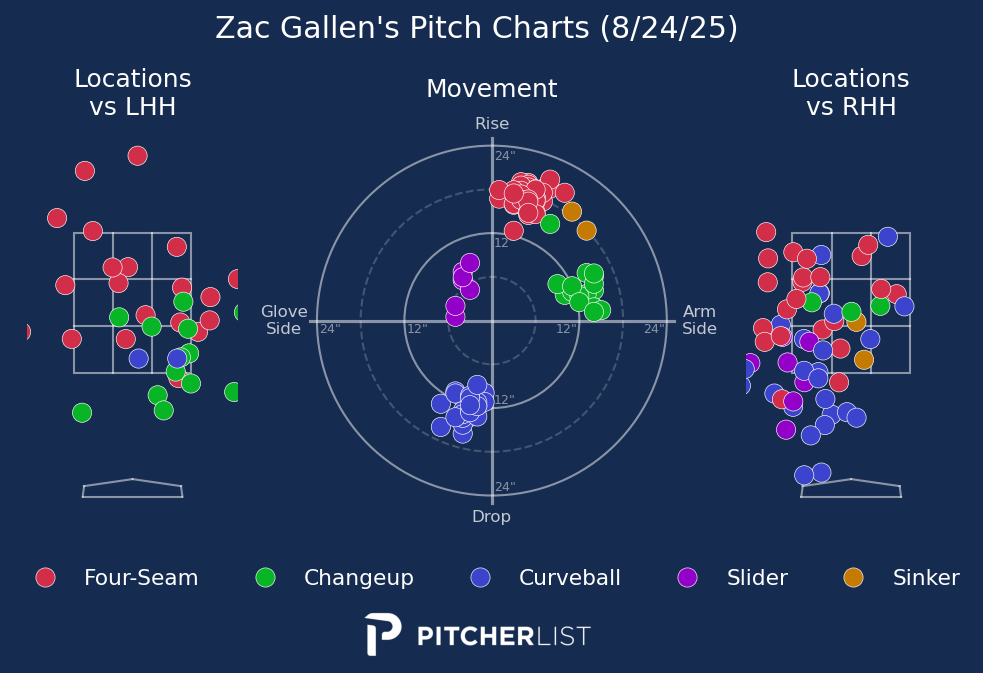 Zac Gallen's Pitch Charts (8/24/25)
Locations
vs LHH
Movement
Locations
vs RHH
Rise
24"
12"
Glove
Side
24"
12"
12"
24"
Arm
Side
12"
24"
Drop
Four-Seam
Changeup
Curveball
Slider
Sinker
PITCHERLIST